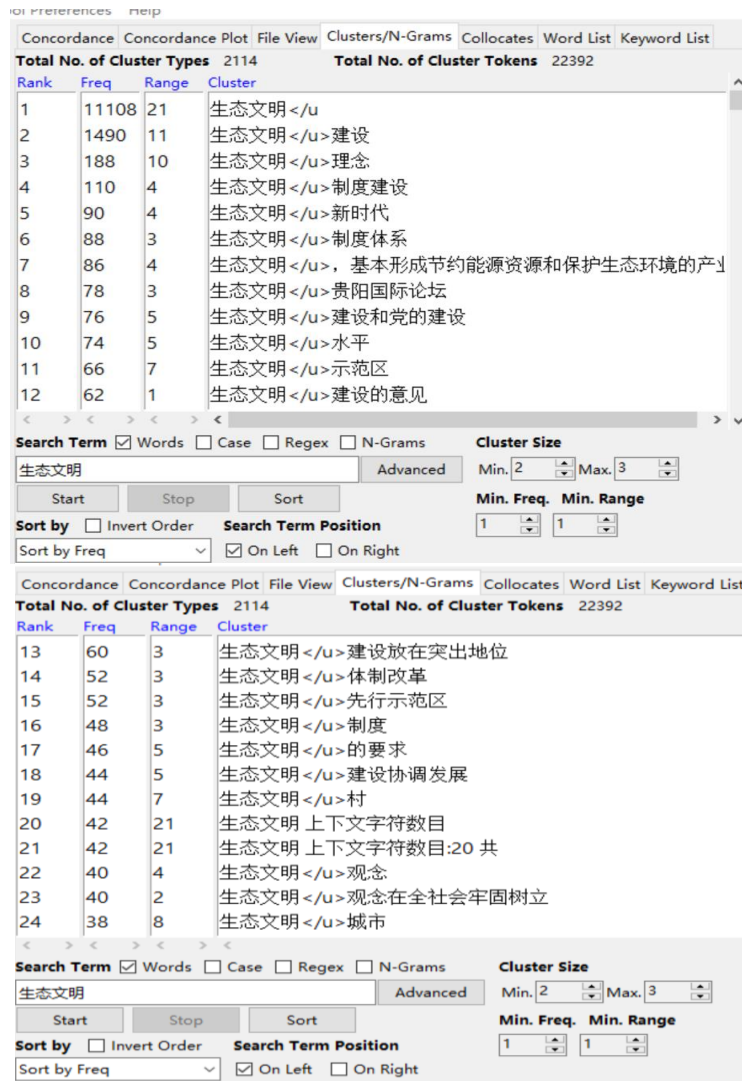 ol Preferences Help
Concordance Concordance Plot File View Clusters/N-Grams Collocates Word List Keyword List
Total No. of Cluster Types 2114 Total No. of Cluster Tokens 22392
Rank Freq Range Cluster
1 11108 21 生态文明</u
2 1490 11 生态文明</u>建设
3 188 10 生态文明</u>理念
4 110 4 生态文明</u>制度建设
5 90 4 生态文明</u>新时代
6 88 3 生态文明</u>制度体系
7 86 4 生态文明</u>，基本形成节约能源资源和保护生态环境的产业
8 78 3 生态文明</u>贵阳国际论坛
9 76 5 生态文明</u>建设和党的建设
10 74 5 生态文明</u>水平
11 66 7 生态文明</u>示范区
12 62 1 生态文明</u>建设的意见
Search Term Words Case Regex N-Grams Cluster Size
生态文明 Advanced Min. 2 Max. 3
Start Stop Sort Min. Freq. Min. Range
Sort by Invert Order Search Term Position 1 1
Sort by Freq On Left On Right
Concordance Concordance Plot File View Clusters/N-Grams Collocates Word List Keyword List
Total No. of Cluster Types 2114 Total No. of Cluster Tokens 22392
Rank Freq Range Cluster
13 60 3 生态文明</u>建设放在突出地位
14 52 3 生态文明</u>体制改革
15 52 3 生态文明</u>先行示范区
16 48 3 生态文明</u>制度
17 46 5 生态文明</u>的要求
18 44 5 生态文明</u>建设协调发展
19 44 7 生态文明</u>村
20 42 21 生态文明 上下文字符数目
21 42 21 生态文明 上下文字符数目:20 共
22 40 4 生态文明</u>观念
23 40 2 生态文明</u>观念在全社会牢固树立
24 38 8 生态文明</u>城市
Search Term Words Case Regex N-Grams Cluster Size
生态文明 Advanced Min. 2 Max. 3
Start Stop Sort Min. Freq. Min. Range
Sort by Invert Order Search Term Position 1 1
Sort by Freq On Left On Right